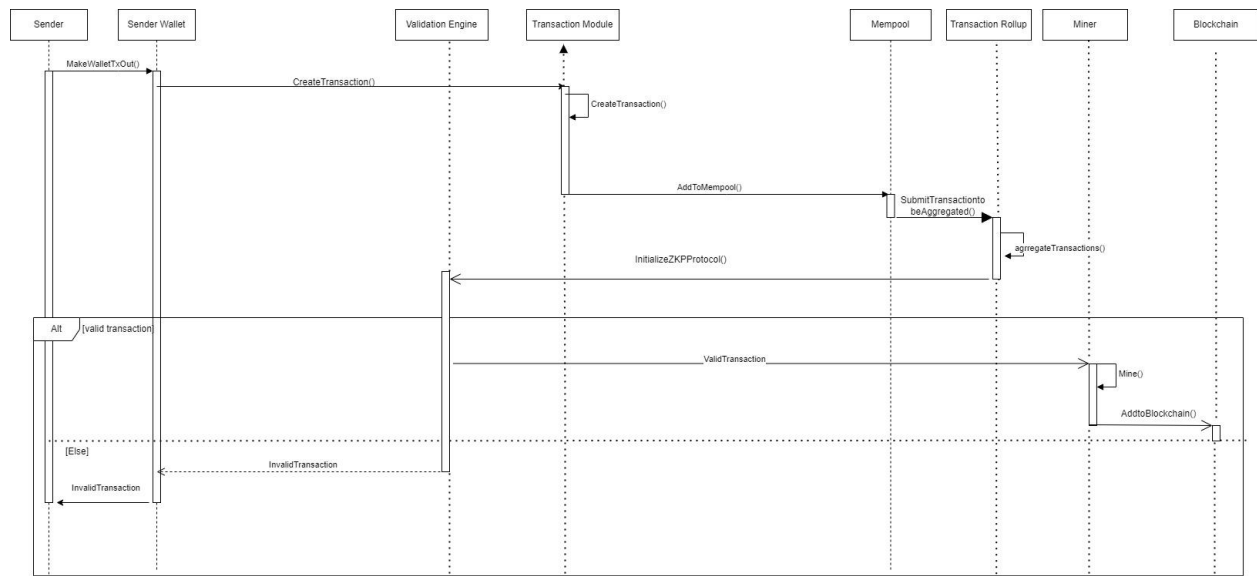 Sender
Sender Wallet
Validation Engine
Transaction Module
Mempool
Transaction Rollup
Miner
Blockchain
MakeWalletTxOut()
CreateTransaction()
CreateTransaction()
AddToMempool()
SubmitTransactionto
beAggregated()
agrregateTransactions()
InitializeZKPProtocol()
Alt
[valid transaction]
ValidTransaction
Mine()
AddtoBlockchain()
[Else]
InvalidTransaction
InvalidTransaction